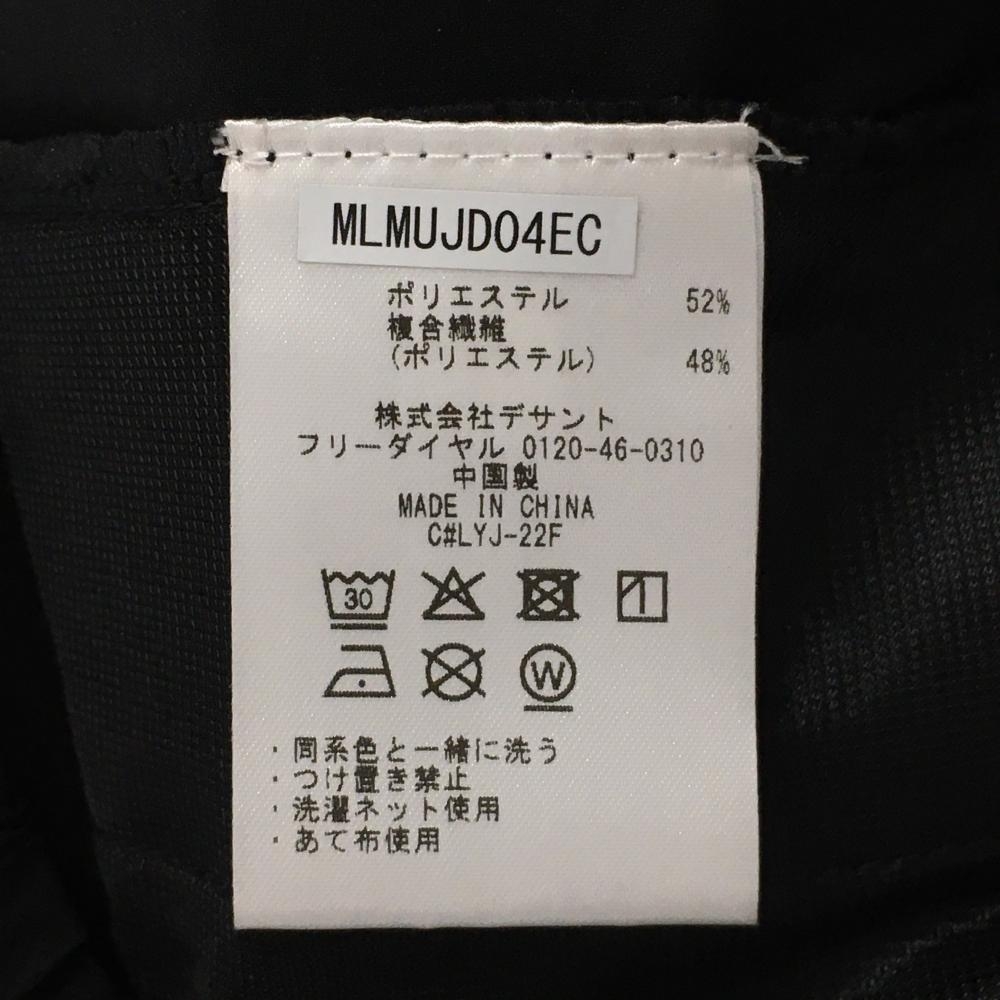 MLMUJD04EC
ポリエステル 52%
複合繊維
(ポリエステル) 48%
株式会社デサント
フリーダイヤル 0120-46-0310
中国製
MADE IN CHINA
C#LYJ-22F
30
W
・同系色と一緒に洗う
・つけ置き禁止
・洗濯ネット使用
・あて布使用